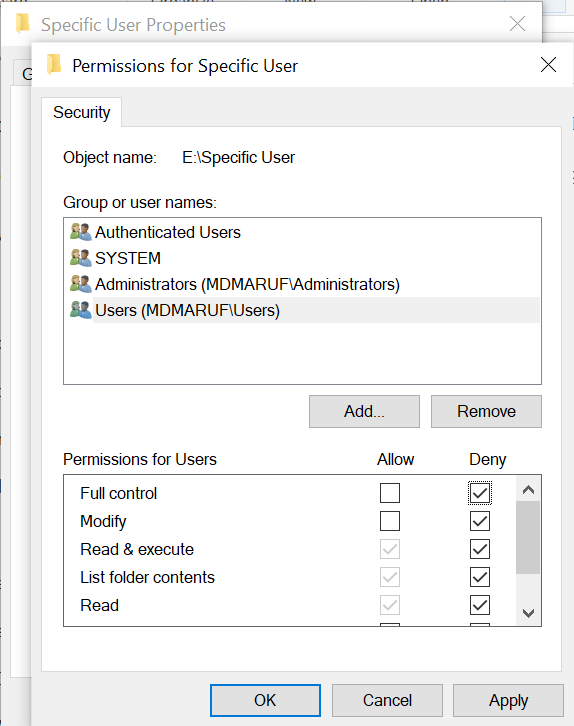 Specific User Properties
Permissions for Specific User
Security
Object name: E:\Specific User
Group or user names:
Authenticated Users
SYSTEM
Administrators (MDMARUF\Administrators)
Users (MDMARUF\Users)
Add...
Remove
Permissions for Users Allow Deny
Full control
Modify
Read & execute
List folder contents
Read
OK
Cancel
Apply